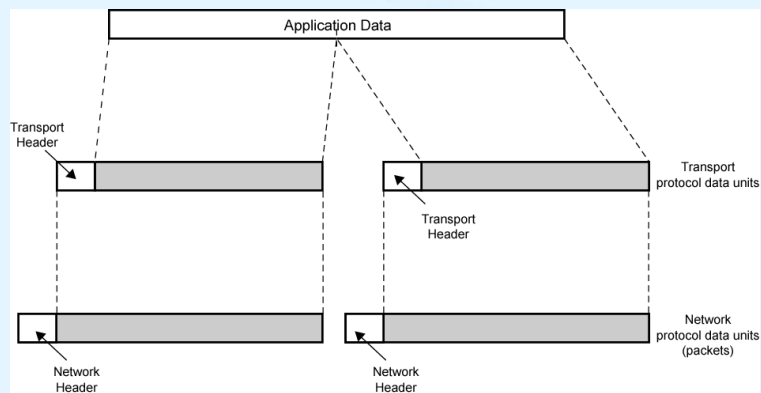 Application Data
Transport
Header
Transport
protocol data units
Transport
Header
Network
protocol data units
(packets)
Network
Header
Network
Header